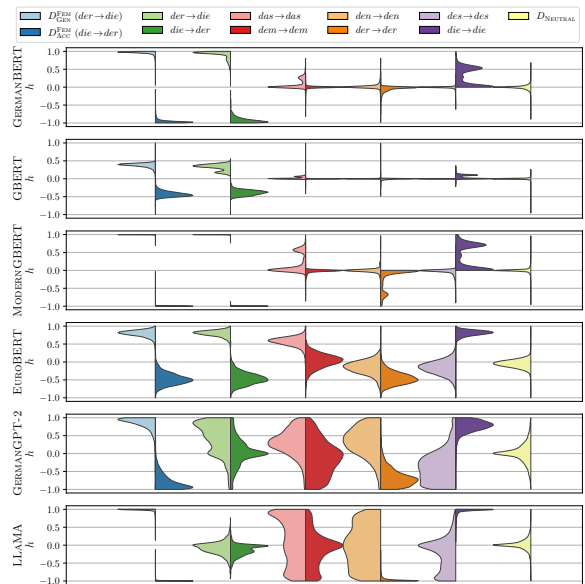 D^FEM_GEN (der→die) der→die das→das den→den des→des D_NEUTRAL
D^FEM_ACC (die→der) die→der dem→dem der→der die→die
GERMANBERT
h
1.0
0.5
0.0
−0.5
−1.0
GBERT
h
1.0
0.5
0.0
−0.5
−1.0
MODERNGBERT
h
1.0
0.5
0.0
−0.5
−1.0
EUROBERT
h
1.0
0.5
0.0
−0.5
−1.0
GERMANGPT-2
h
1.0
0.5
0.0
−0.5
−1.0
LLAMA
h
1.0
0.5
0.0
−0.5
−1.0